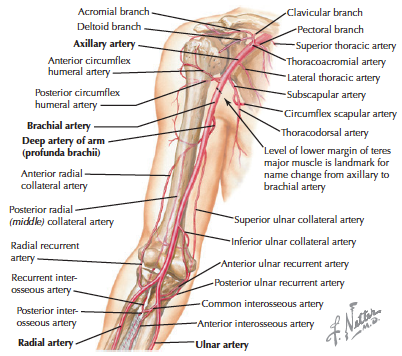 Acromial branch
Deltoid branch
Axillary artery
Anterior circumflex
humeral artery
Posterior circumflex
humeral artery
Brachial artery
Deep artery of arm
(profunda brachii)
Anterior radial
collateral artery
Posterior radial
(middle) collateral artery
Radial recurrent
artery
Recurrent inter-
osseous artery
Posterior inter-
osseous artery
Radial artery
Clavicular branch
Pectoral branch
Superior thoracic artery
Thoracoacromial artery
Lateral thoracic artery
Subscapular artery
Circumflex scapular artery
Thoracodorsal artery
Level of lower margin of teres
major muscle is landmark for
name change from axillary to
brachial artery
Superior ulnar collateral artery
Inferior ulnar collateral artery
Anterior ulnar recurrent artery
Posterior ulnar recurrent artery
Common interosseous artery
Anterior interosseous artery
Ulnar artery
F. Netter
M.D.